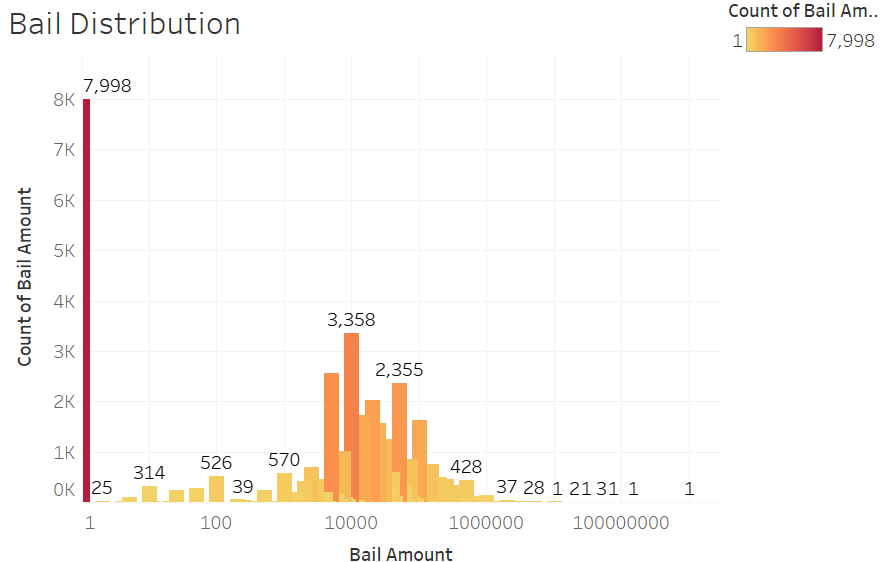 Bail Distribution
Count of Bail Am..
1 7,998
Count of Bail Amount
8K
7K
6K
5K
4K
3K
2K
1K
0K
7,998
25
314
526
39
570
3,358
2,355
428
37
28
1
21
31
1
1
1
100
10000
1000000
100000000
Bail Amount